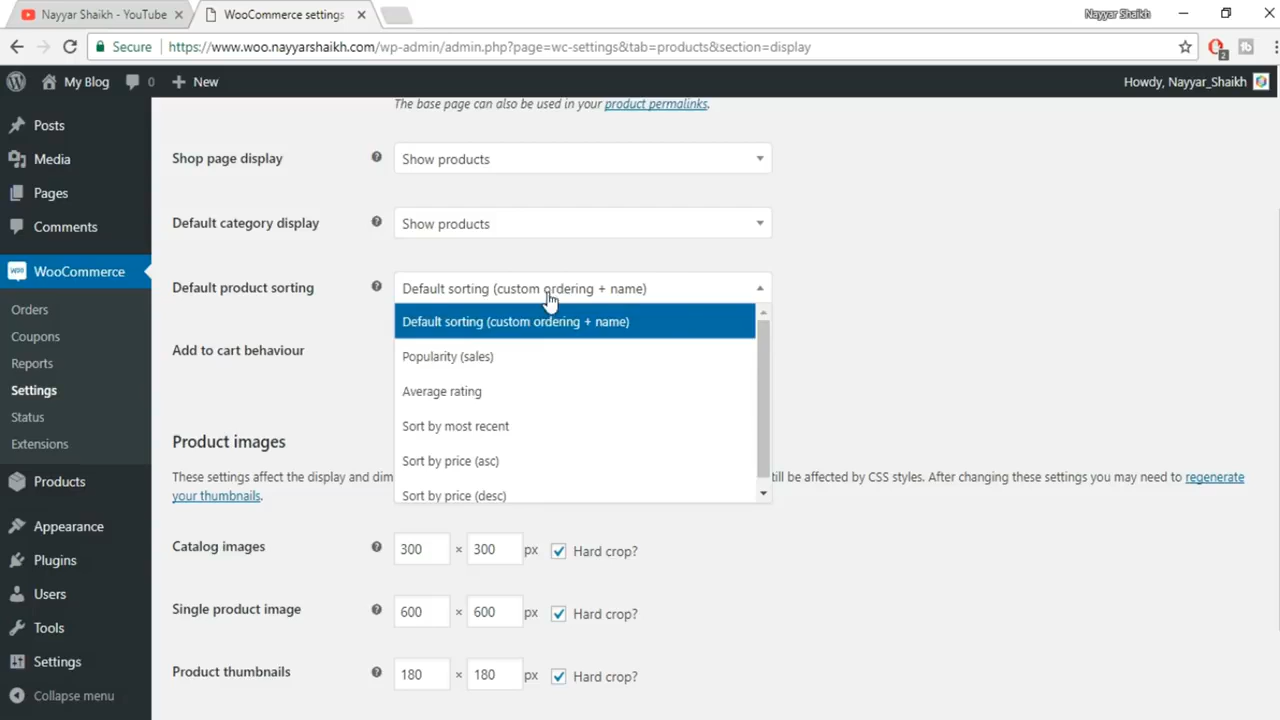 Nayyar Shaikh - YouTube
WooCommerce settings
Nayyar Shaikh
Secure
https://www.woo.nayyarshaikh.com/wp-admin/admin.php?page=wc-settings&tab=products&section=display
2
My Blog
0
New
Howdy, Nayyar_Shaikh
Posts
Media
Pages
Comments
WooCommerce
Orders
Coupons
Reports
Settings
Status
Extensions
Products
Appearance
Plugins
Users
Tools
Settings
Collapse menu
The base page can also be used in your product permalinks.
Shop page display
Show products
Default category display
Show products
Default product sorting
Default sorting (custom ordering + name)
Default sorting (custom ordering + name)
Popularity (sales)
Average rating
Sort by most recent
Sort by price (asc)
Sort by price (desc)
Add to cart behaviour
Product images
These settings affect the display and dim till be affected by CSS styles. After changing these settings you may need to regenerate
your thumbnails.
Catalog images
300 × 300 px Hard crop?
Single product image
600 × 600 px Hard crop?
Product thumbnails
180 × 180 px Hard crop?